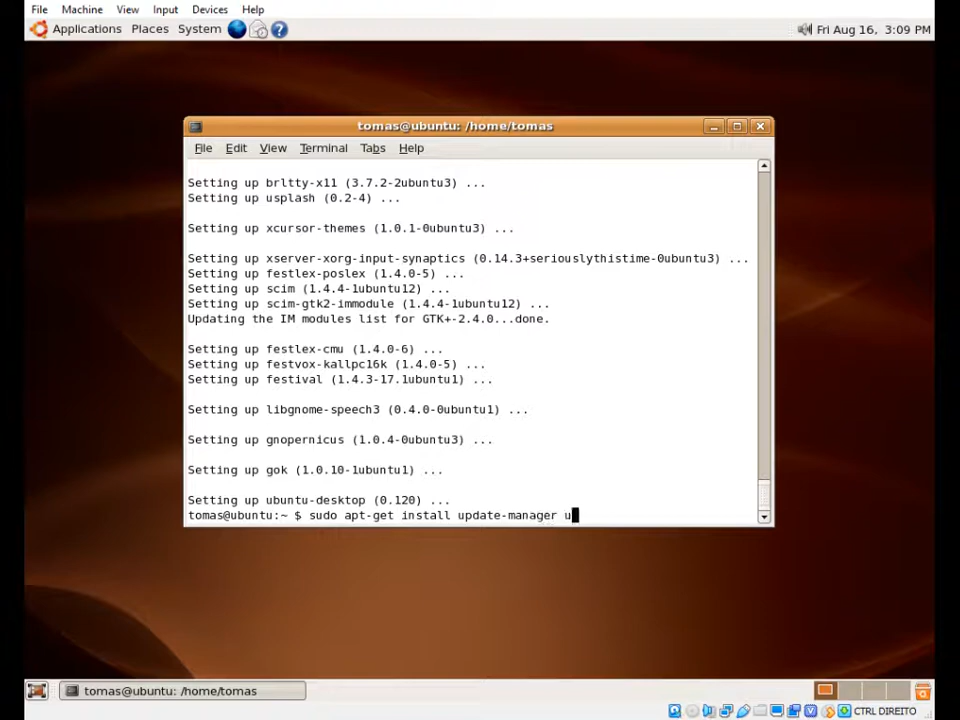 File Machine View Input Devices Help
Applications Places System Fri Aug 16, 3:09 PM
tomas@ubuntu: /home/tomas
File Edit View Terminal Tabs Help
Setting up brltty-x11 (3.7.2-2ubuntu3) ...
Setting up usplash (0.2-4) ...
Setting up xcursor-themes (1.0.1-0ubuntu3) ...
Setting up xserver-xorg-input-synaptics (0.14.3+seriouslythistime-0ubuntu3) ...
Setting up festlex-poslex (1.4.0-5) ...
Setting up scim (1.4.4-1ubuntu12) ...
Setting up scim-gtk2-immodule (1.4.4-1ubuntu12) ...
Updating the IM modules list for GTK+-2.4.0...done.
Setting up festlex-cmu (1.4.0-6) ...
Setting up festvox-kallpc16k (1.4.0-5) ...
Setting up festival (1.4.3-17.1ubuntu1) ...
Setting up libgnome-speech3 (0.4.0-0ubuntu1) ...
Setting up gnopernicus (1.0.4-0ubuntu3) ...
Setting up gok (1.0.10-1ubuntu1) ...
Setting up ubuntu-desktop (0.120) ...
tomas@ubuntu:~ $ sudo apt-get install update-manager u
tomas@ubuntu: /home/tomas
CTRL DIREITO